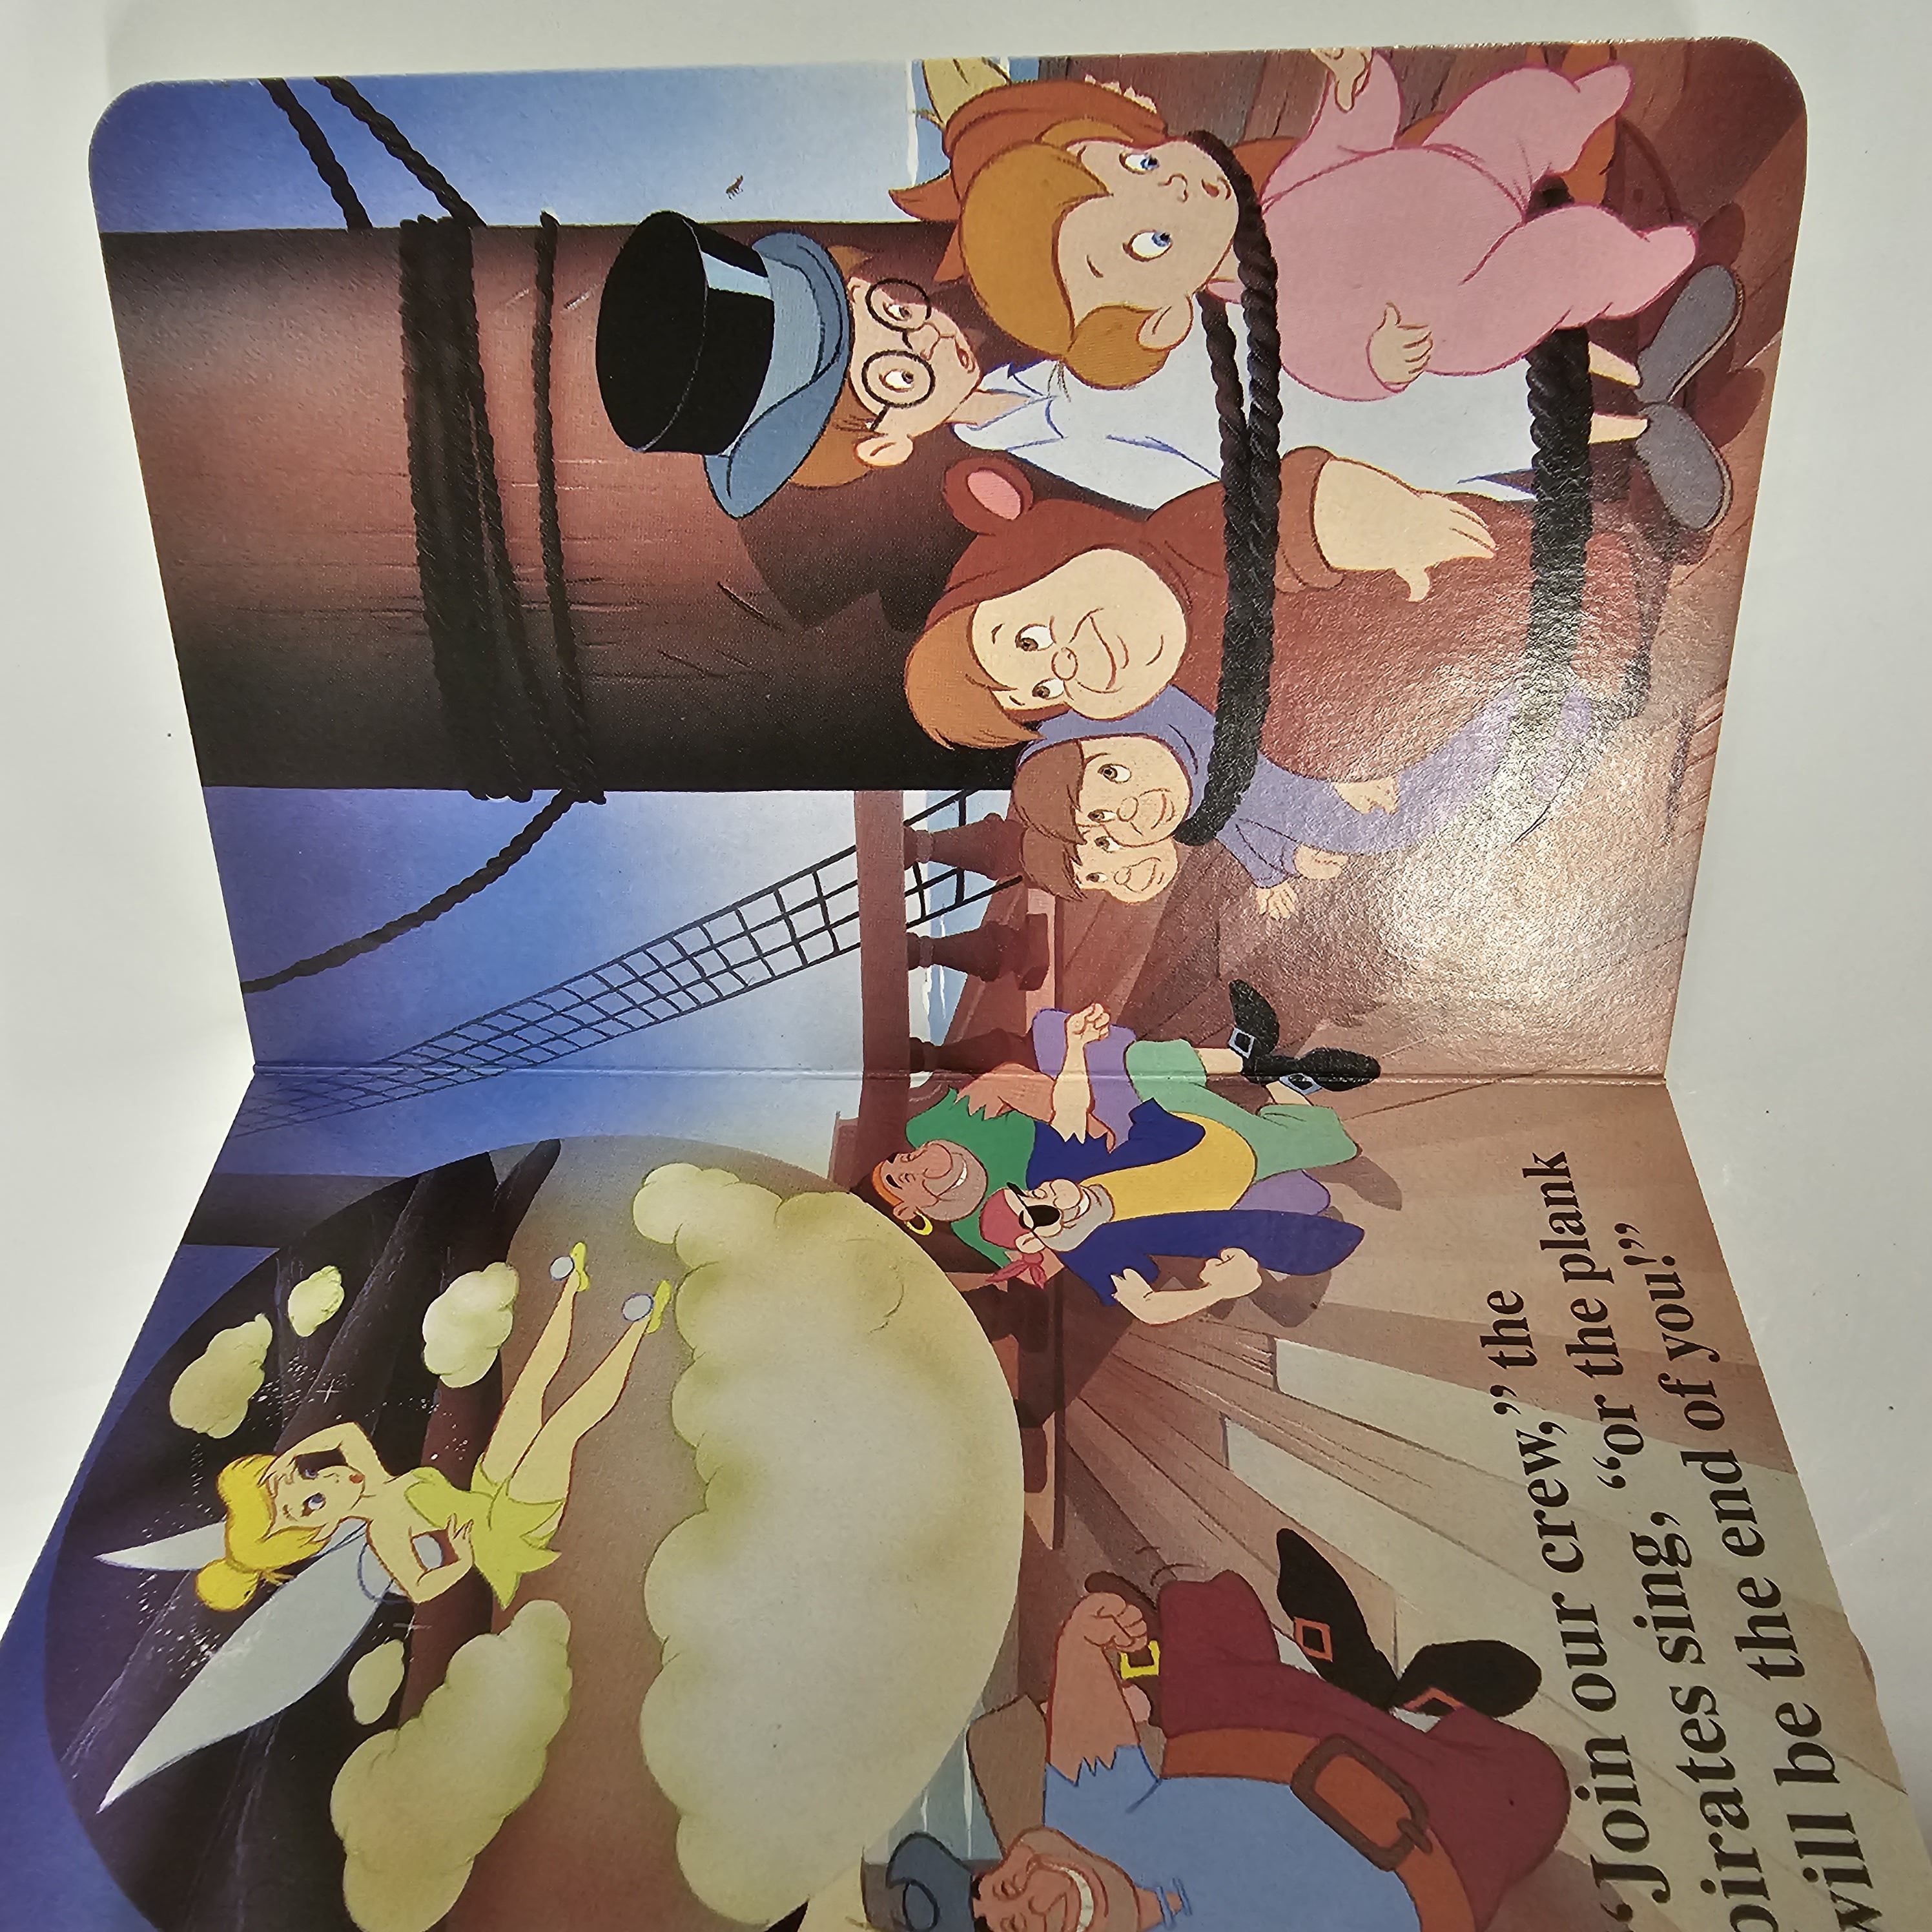 “Join our crew,” the
pirates sing, “or the plank
will be the end of you!”